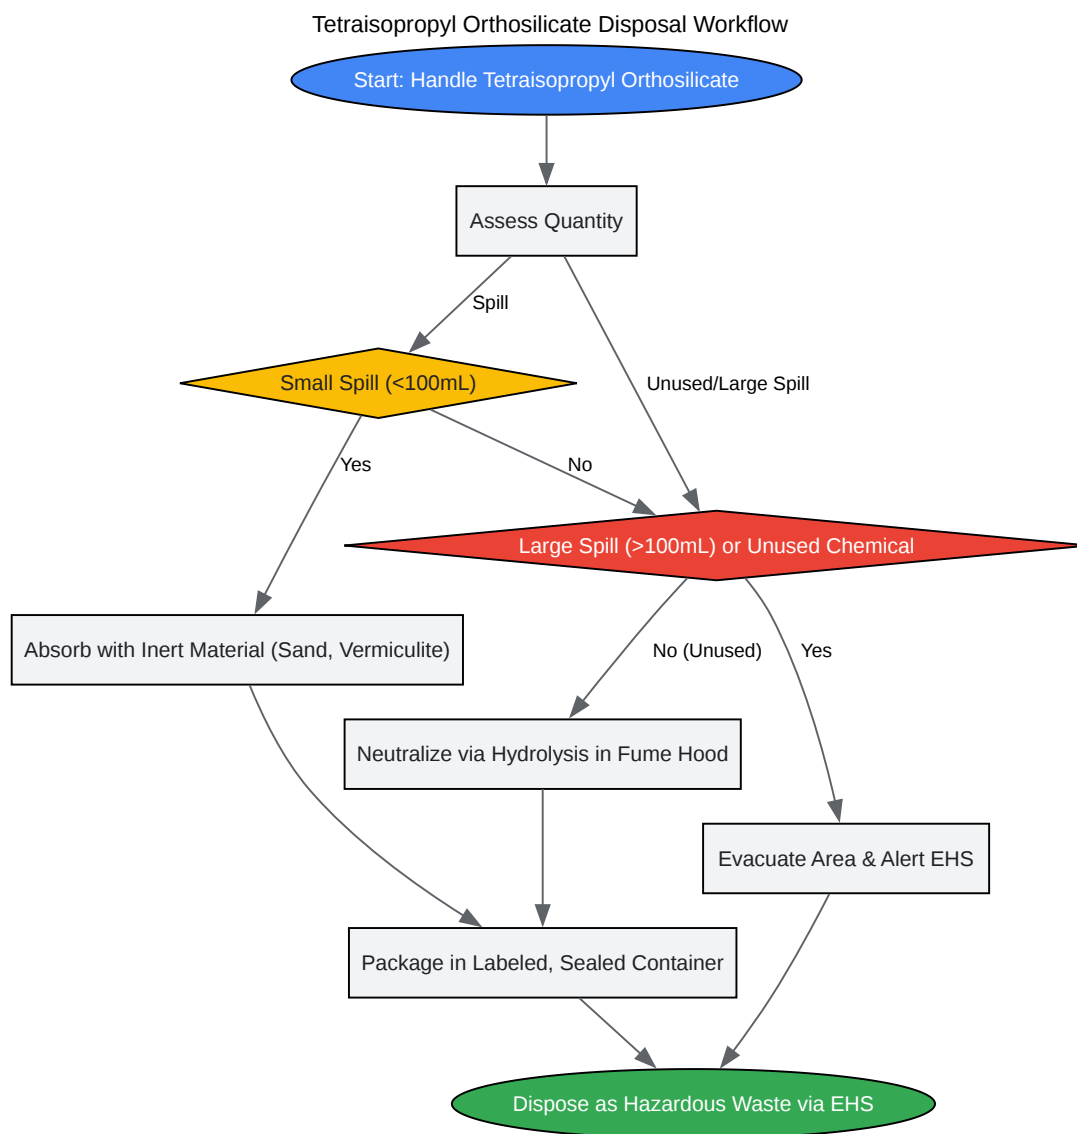 Tetraisopropyl Orthosilicate Disposal Workflow
Start: Handle Tetraisopropyl Orthosilicate
Assess Quantity
Spill
Small Spill (<100mL)
Unused/Large Spill
Yes
No
Large Spill (>100mL) or Unused Chemical
Absorb with Inert Material (Sand, Vermiculite)
No (Unused)
Yes
Neutralize via Hydrolysis in Fume Hood
Evacuate Area & Alert EHS
Package in Labeled, Sealed Container
Dispose as Hazardous Waste via EHS